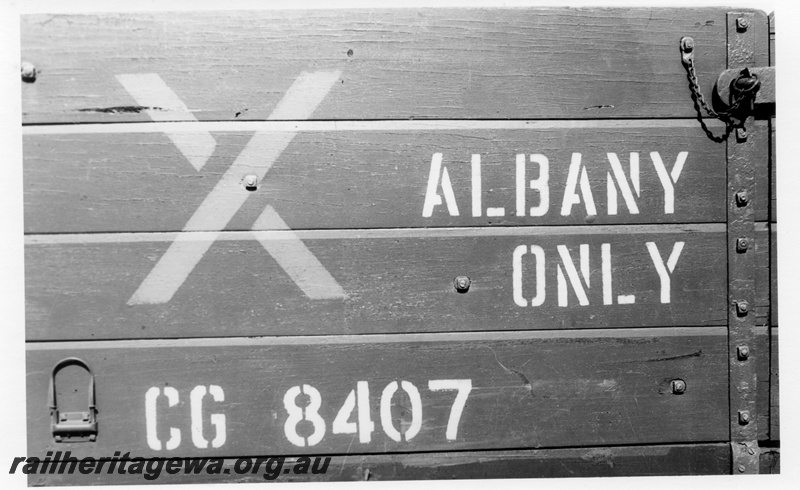 X
ALBANY
ONLY
CG 8407
railheritagewa.org.au